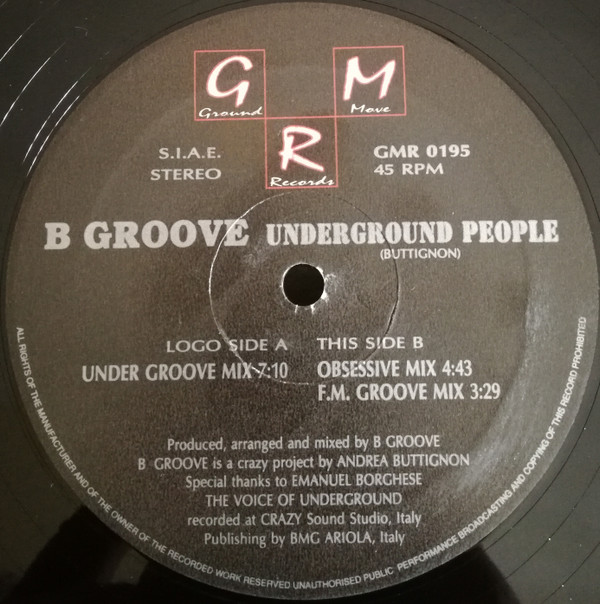 G M
Ground Move
R
Records
S.I.A.E. GMR 0195
STEREO 45 RPM
B GROOVE UNDERGROUND PEOPLE
(BUTTIGNON)
LOGO SIDE A THIS SIDE B
UNDER GROOVE MIX 7:10 OBSESSIVE MIX 4:43
F.M. GROOVE MIX 3:29
Produced, arranged and mixed by B GROOVE
B GROOVE is a crazy project by ANDREA BUTTIGNON
Special thanks to EMANUEL BORGHESE
THE VOICE OF UNDERGROUND
recorded at CRAZY Sound Studio, Italy
Publishing by BMG ARIOLA, Italy
ALL RIGHTS OF THE MANUFACTURER AND OF THE OWNER OF THE RECORDED WORK RESERVED UNAUTHORISED PUBLIC PERFORMANCE BROADCASTING AND COPYING OF THIS RECORD PROHIBITED